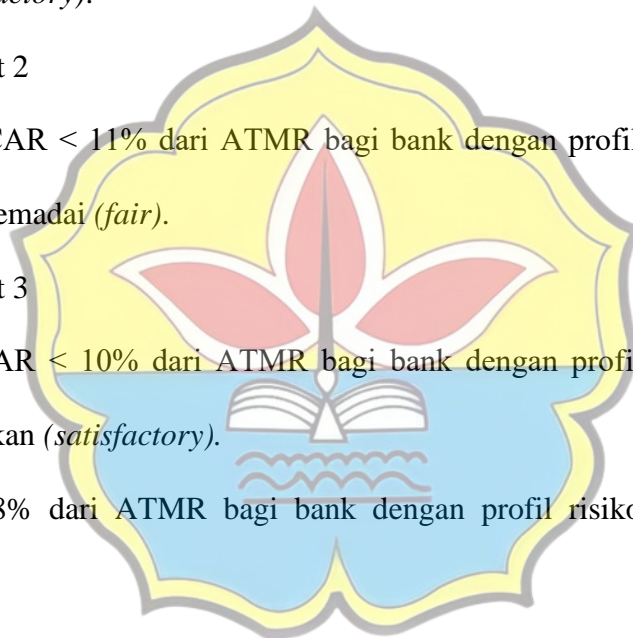 actory).
t 2
CAR < 11% dari ATMR bagi bank dengan profil
emadai (fair).
t 3
AR < 10% dari ATMR bagi bank dengan profi
kan (satisfactory).
8% dari ATMR bagi bank dengan profil risiko